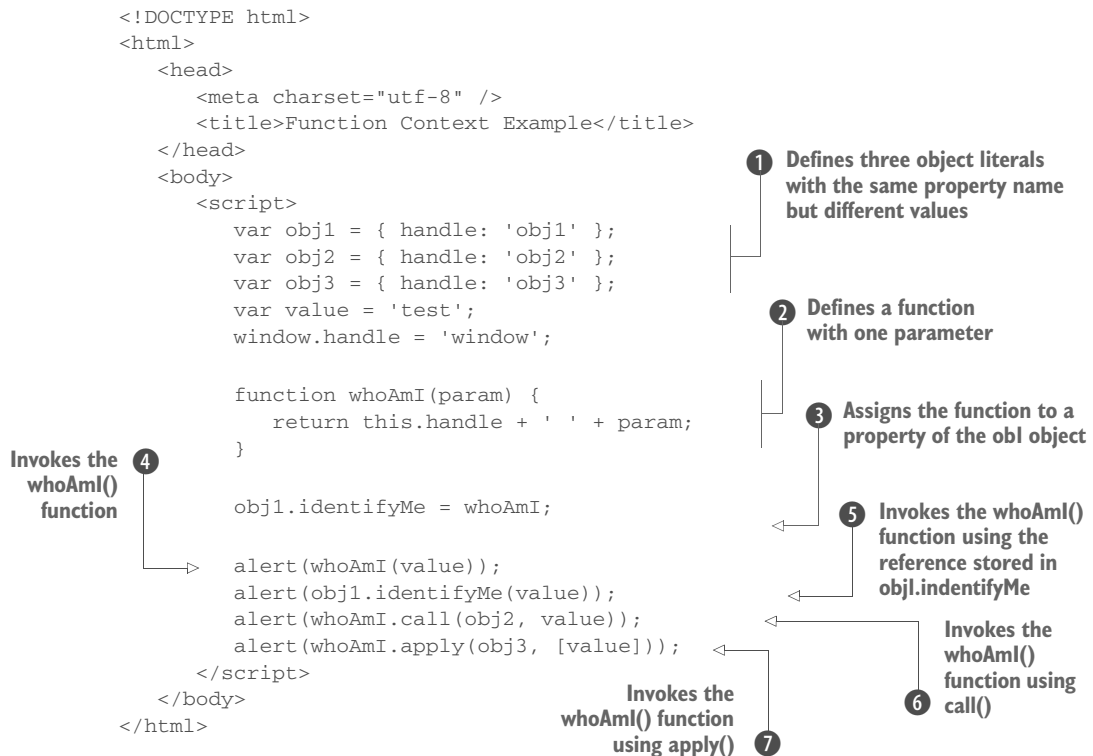 <!DOCTYPE html>
<html>
<head>
<meta charset="utf-8" />
<title>Function Context Example</title>
</head>
<body>
<script>
var obj1 = { handle: 'obj1' };
var obj2 = { handle: 'obj2' };
var obj3 = { handle: 'obj3' };
var value = 'test';
window.handle = 'window';
function whoAmI(param) {
return this.handle + ' ' + param;
}
obj1.identifyMe = whoAmI;
alert(whoAmI(value));
alert(obj1.identifyMe(value));
alert(whoAmI.call(obj2, value));
alert(whoAmI.apply(obj3, [value]));
</script>
</body>
</html>
1 Defines three object literals
with the same property name
but different values
2 Defines a function
with one parameter
3 Assigns the function to a
property of the obl object
Invokes the 4
whoAmI()
function
5 Invokes the whoAmI()
function using the
reference stored in
objl.indentifyMe
Invokes the
whoAmI()
function using
6 call()
Invokes the
whoAmI() function
using apply() 7